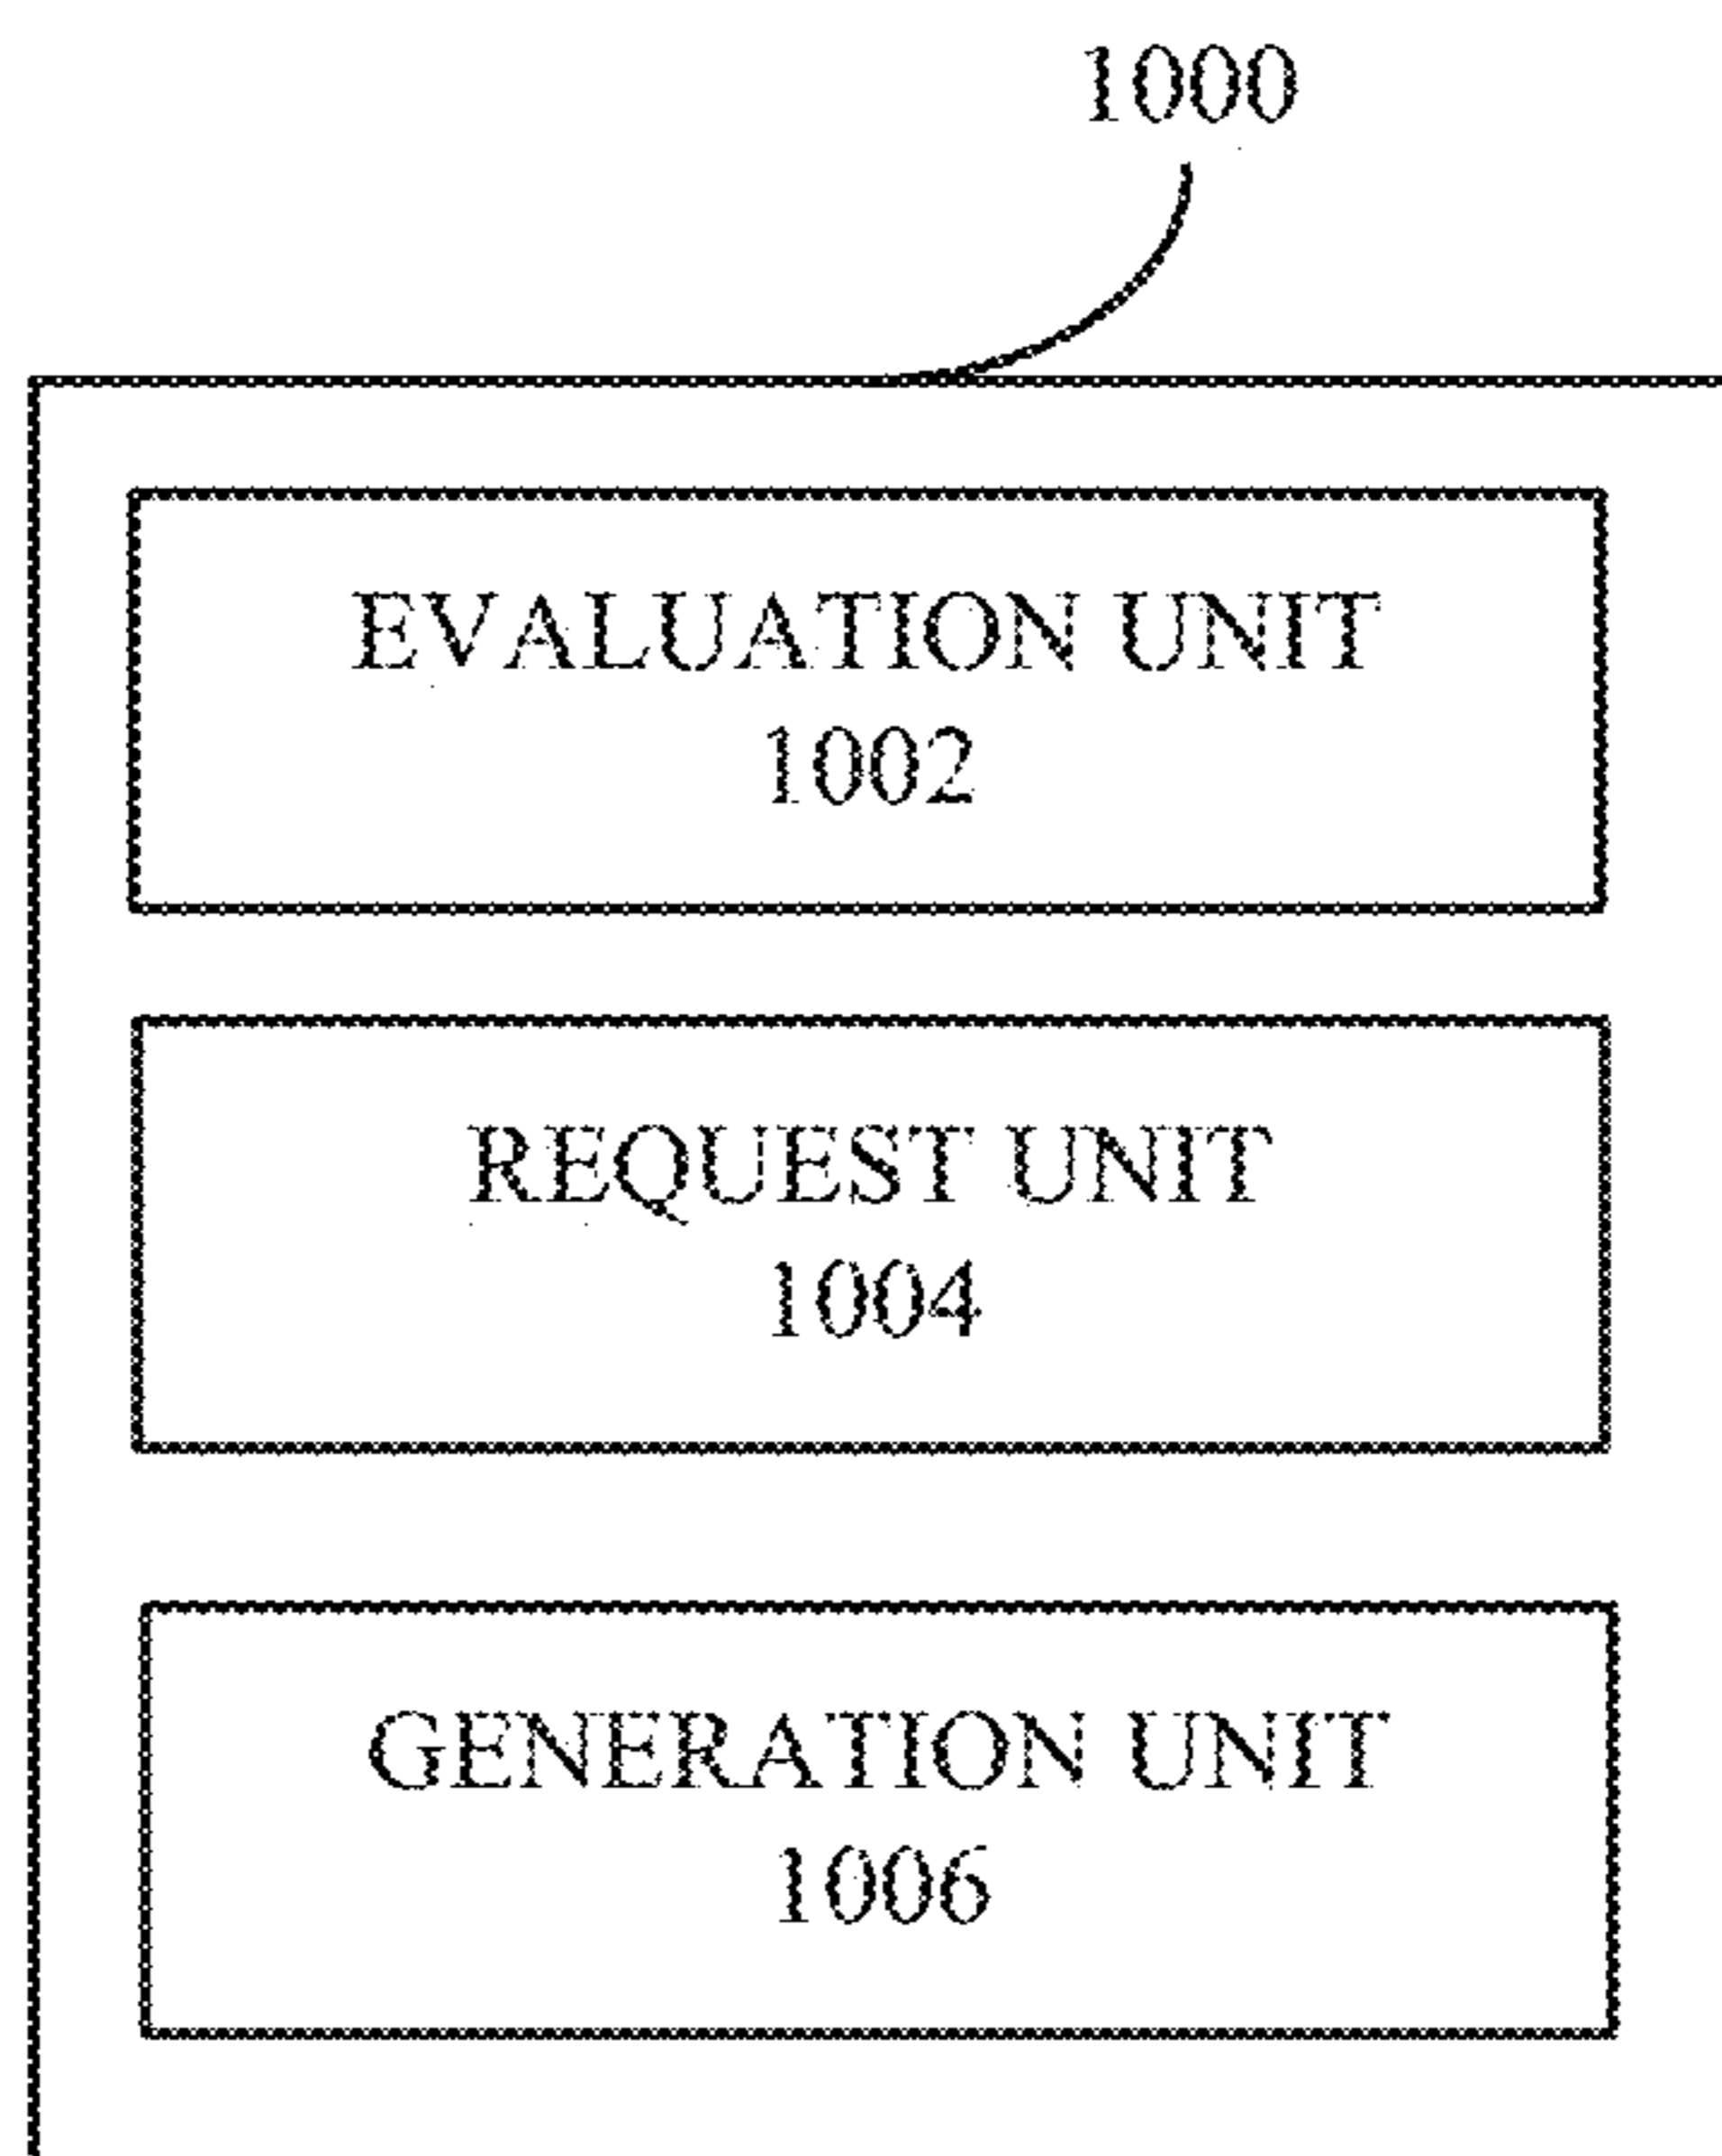 1000
EVALUATION UNIT
1002
REQUEST UNIT
1004
GENERATION UNIT
1006